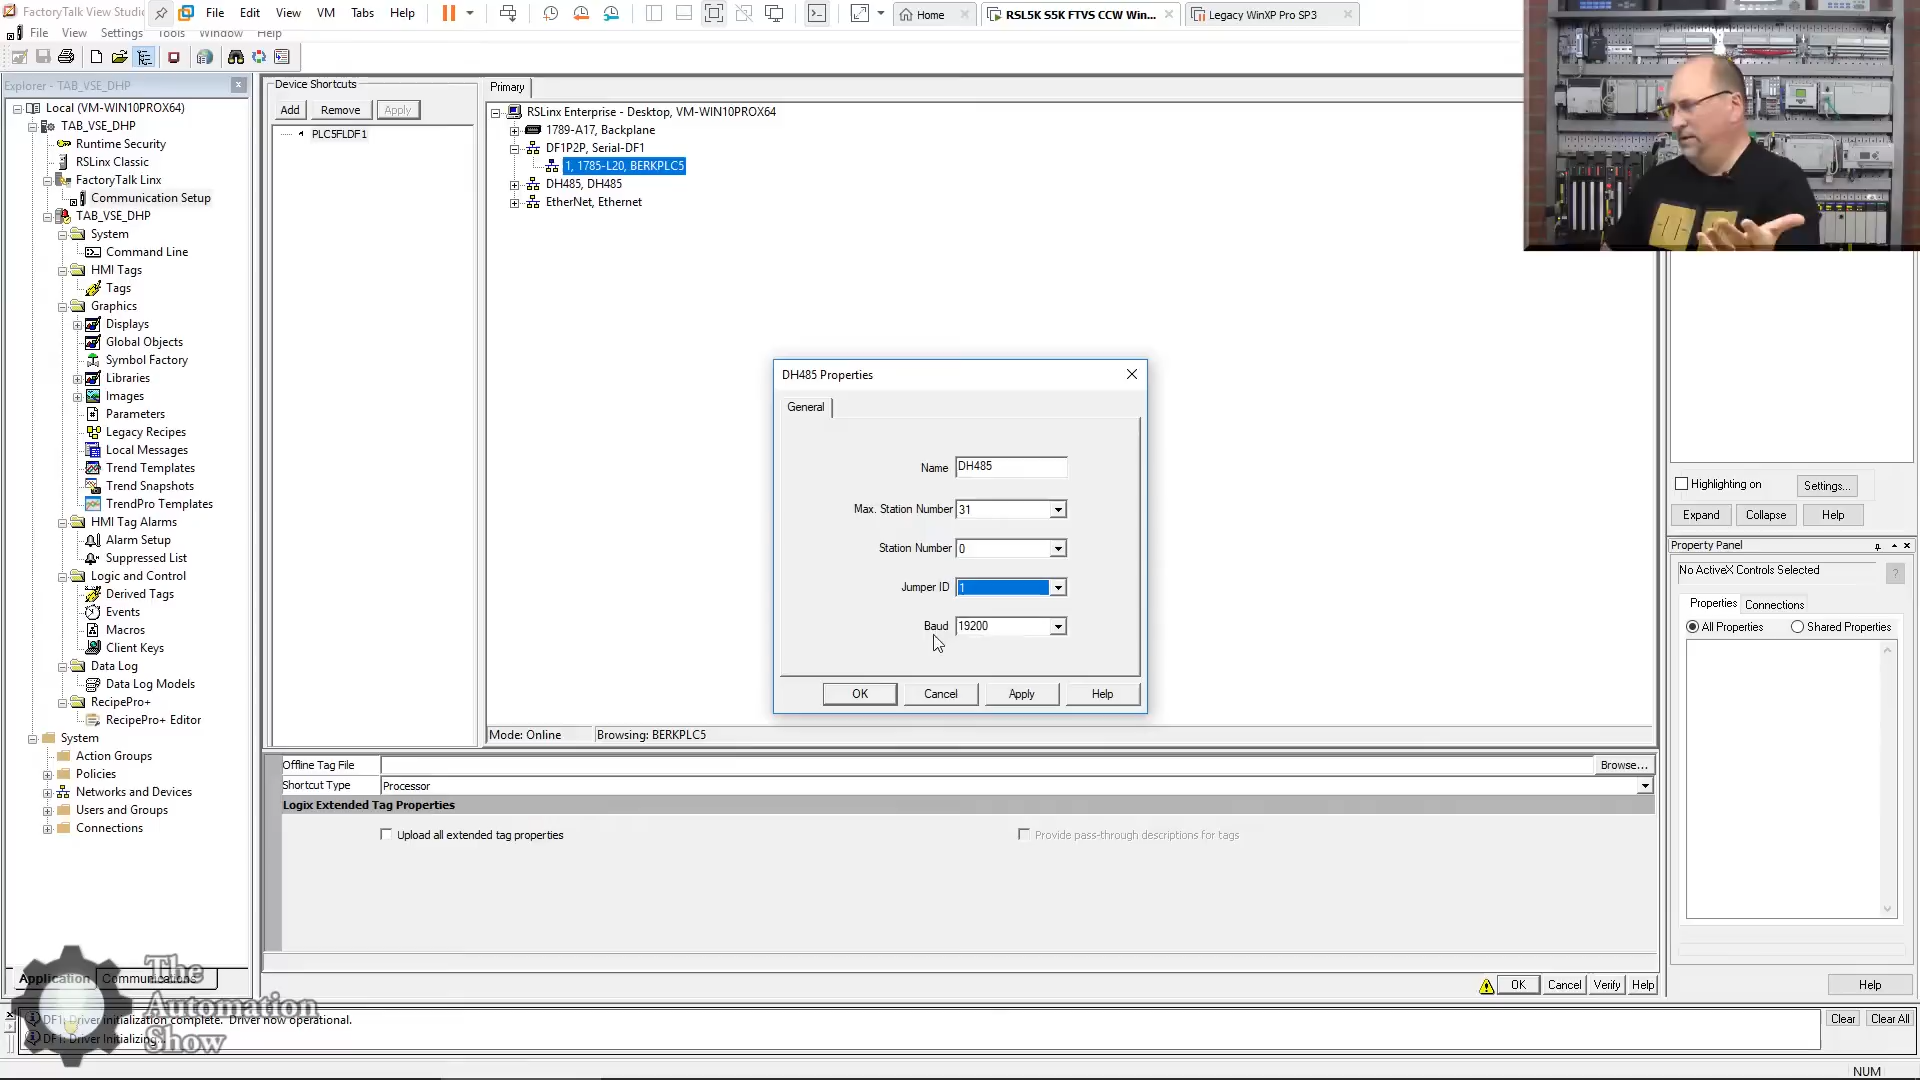 FactoryTalk View Studio
File Edit View VM Tabs Help
Home
RSL5K S5K FTVS CCW Win...
Legacy WinXP Pro SP3
File View Settings Tools Window Help
Explorer - TAB_VSE_DHP
Local (VM-WIN10PROX64)
TAB_VSE_DHP
Runtime Security
RSLinx Classic
FactoryTalk Linx
Communication Setup
TAB_VSE_DHP
System
Command Line
HMI Tags
Tags
Graphics
Displays
Global Objects
Symbol Factory
Libraries
Images
Parameters
Legacy Recipes
Local Messages
Trend Templates
Trend Snapshots
TrendPro Templates
HMI Tag Alarms
Alarm Setup
Suppressed List
Logic and Control
Derived Tags
Events
Macros
Client Keys
Data Log
Data Log Models
RecipePro+
RecipePro+ Editor
System
Action Groups
Policies
Networks and Devices
Users and Groups
Connections
Application Communications
Device Shortcuts
Add Remove Apply
PLC5FLDF1
Primary
RSLinx Enterprise - Desktop, VM-WIN10PROX64
1789-A17, Backplane
DF1P2P, Serial-DF1
1, 1785-L20, BERKPLC5
DH485, DH485
EtherNet, Ethernet
DH485 Properties
General
Name DH485
Max. Station Number 31
Station Number 0
Jumper ID 1
Baud 19200
OK Cancel Apply Help
Mode: Online Browsing: BERKPLC5
Offline Tag File Browse...
Shortcut Type Processor
Logix Extended Tag Properties
Upload all extended tag properties
Provide pass-through descriptions for tags
OK Cancel Verify Help
Highlighting on Settings...
Expand Collapse Help
Property Panel
No ActiveX Controls Selected
?
Properties Connections
All Properties Shared Properties
Help
DF1: Driver initialization complete. Driver now operational.
DF1: Driver Initializing...
Clear Clear All
NUM
The
Automation
Show